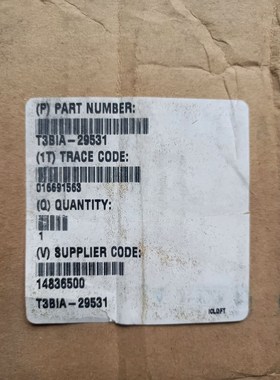 (P) PART NUMBER:
T3BIA-29531
(1T) TRACE CODE:
016691563
(Q) QUANTITY:
1
(V) SUPPLIER CODE:
14836500
T3BIA-29531